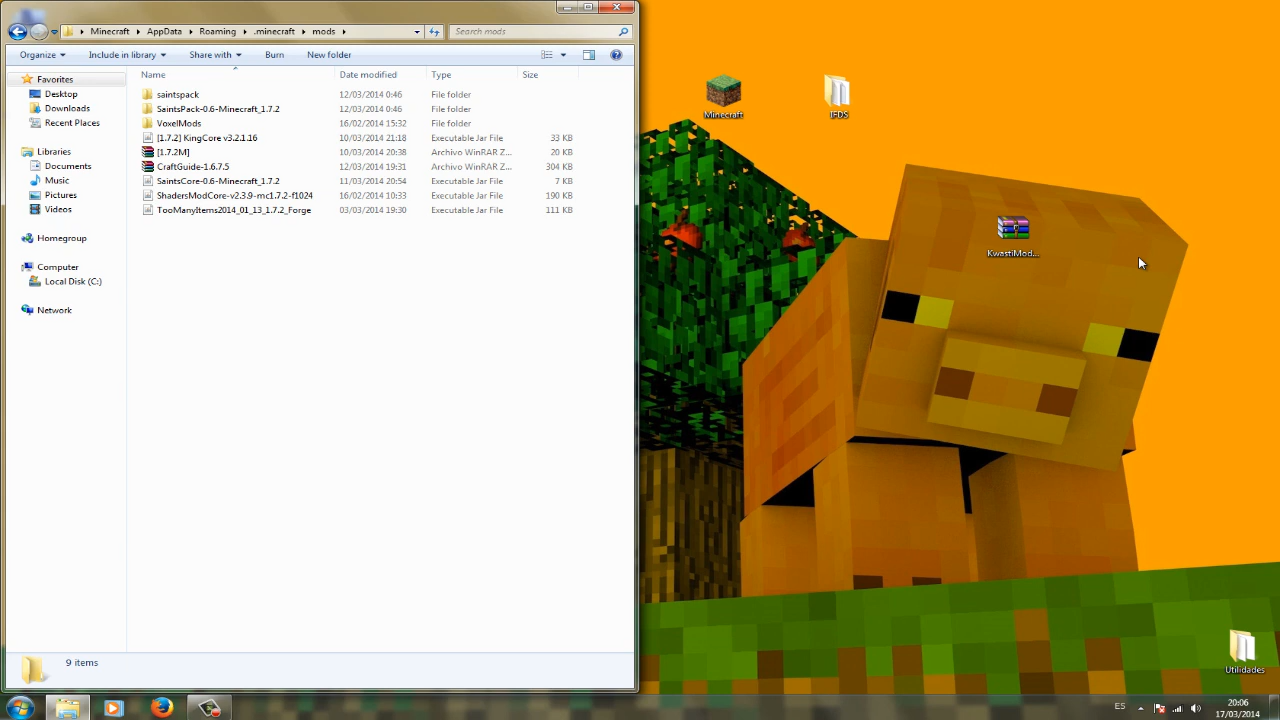 Minecraft AppData Roaming .minecraft mods Search mods
Organize Include in library Share with Burn New folder
Favorites
Desktop
Downloads
Recent Places
Libraries
Documents
Music
Pictures
Videos
Homegroup
Computer
Local Disk (C:)
Network
Name Date modified Type Size
saintspack 12/03/2014 0:46 File folder
SaintsPack-0.6-Minecraft_1.7.2 12/03/2014 0:46 File folder
VoxelMods 16/02/2014 15:32 File folder
[1.7.2] KingCore v3.2.1.16 10/03/2014 21:18 Executable Jar File 33 KB
[1.7.2M] 10/03/2014 20:38 Archivo WinRAR Z... 20 KB
CraftGuide-1.6.7.5 12/03/2014 19:31 Archivo WinRAR Z... 304 KB
SaintsCore-0.6-Minecraft_1.7.2 11/03/2014 20:54 Executable Jar File 7 KB
ShadersModCore-v2.3.9-mc1.7.2-f1024 16/02/2014 10:33 Executable Jar File 190 KB
TooManyItems2014_01_13_1.7.2_Forge 03/03/2014 19:30 Executable Jar File 111 KB
9 items
Minecraft
KwastiMod...
Utilidades
ES
20:06
17/03/2014